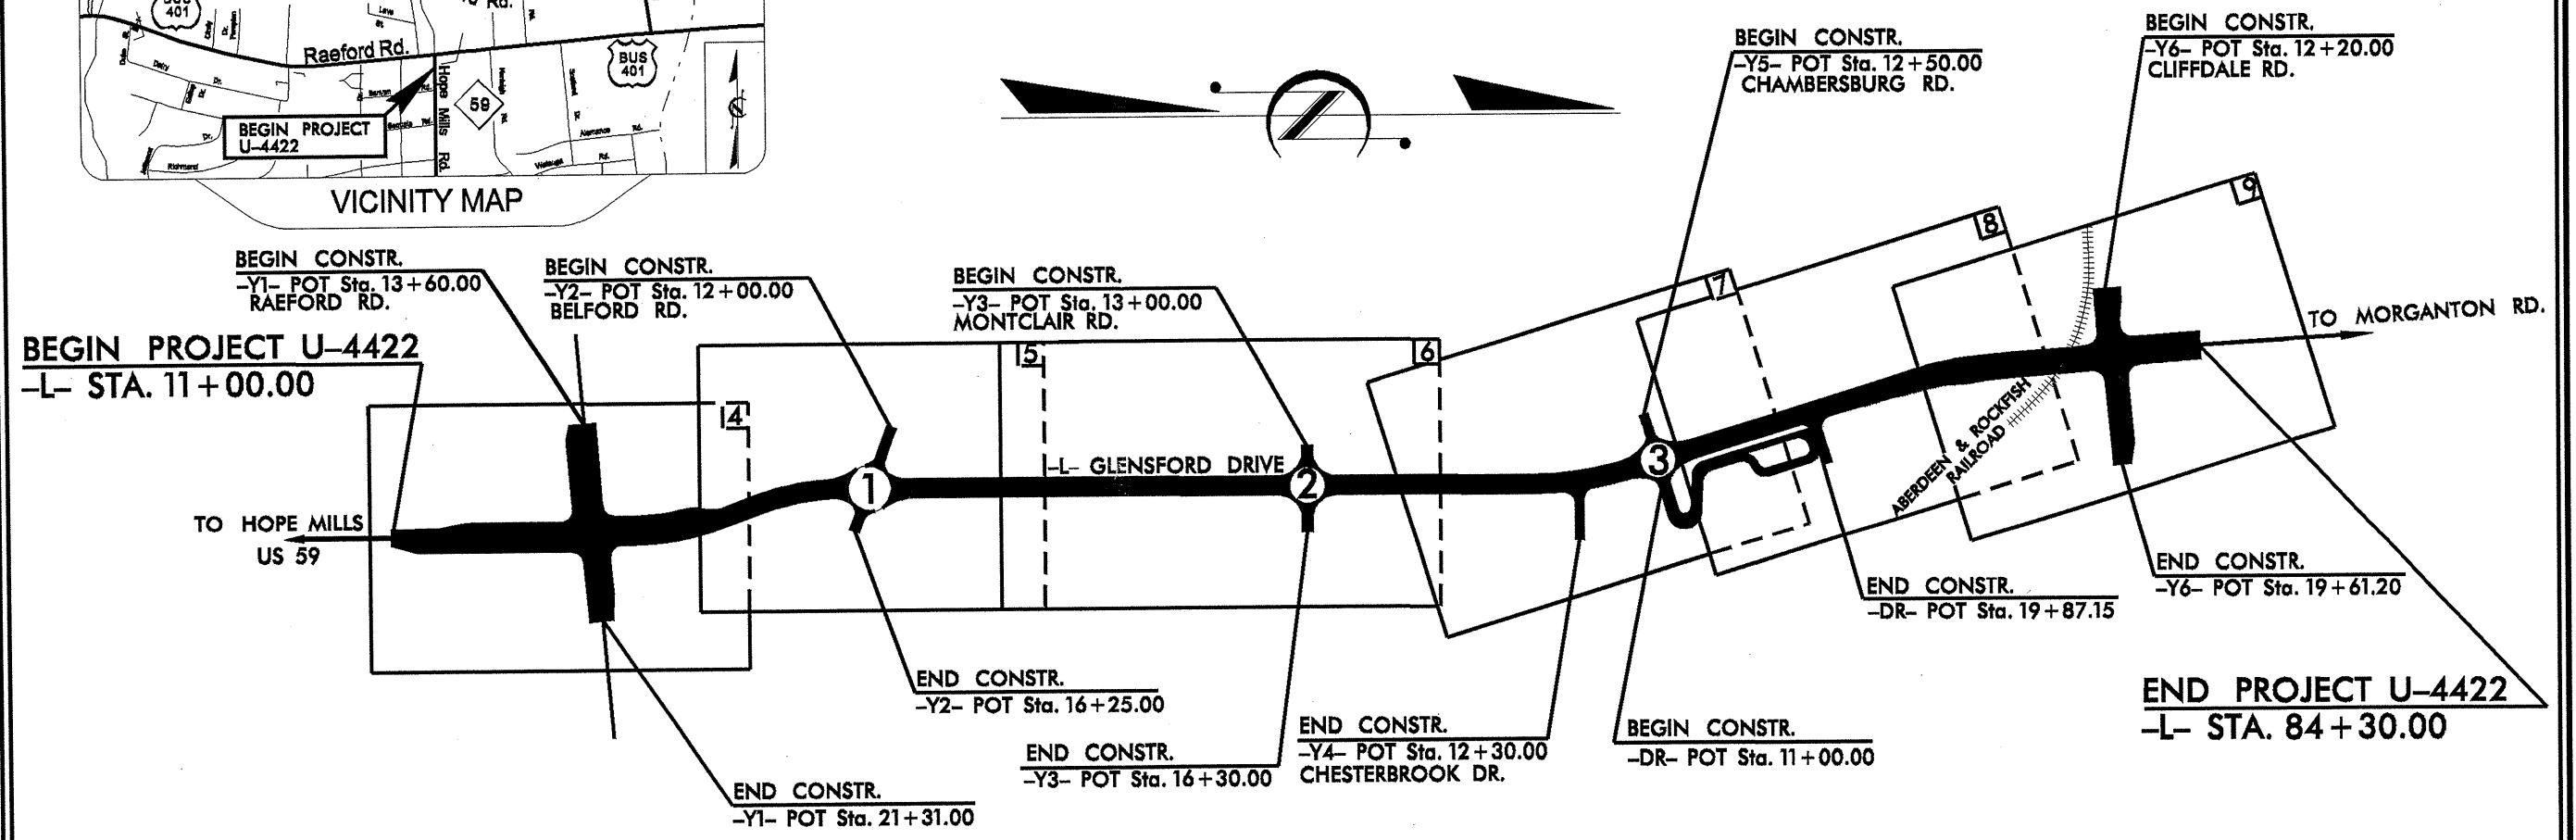 BUS
401
Raeford Rd.
Rd.
BUS
401
59
Hope Mills Rd.
BEGIN PROJECT
U-4422
Richmond
VICINITY MAP
BEGIN CONSTR.
-Y5- POT Sta. 12+50.00
CHAMBERSBURG RD.
BEGIN CONSTR.
-Y6- POT Sta. 12+20.00
CLIFFDALE RD.
BEGIN CONSTR.
-Y1- POT Sta. 13+60.00
RAEFORD RD.
BEGIN CONSTR.
-Y2- POT Sta. 12+00.00
BELFORD RD.
BEGIN CONSTR.
-Y3- POT Sta. 13+00.00
MONTCLAIR RD.
BEGIN PROJECT U-4422
-L- STA. 11+00.00
4
5
6
7
8
9
TO MORGANTON RD.
-L- GLENSFORD DRIVE
1
2
3
ABERDEEN & ROCKFISH
RAILROAD
TO HOPE MILLS
US 59
END CONSTR.
-Y6- POT Sta. 19+61.20
END CONSTR.
-DR- POT Sta. 19+87.15
END CONSTR.
-Y2- POT Sta. 16+25.00
END PROJECT U-4422
-L- STA. 84+30.00
END CONSTR.
-Y3- POT Sta. 16+30.00
END CONSTR.
-Y4- POT Sta. 12+30.00
CHESTERBROOK DR.
BEGIN CONSTR.
-DR- POT Sta. 11+00.00
END CONSTR.
-Y1- POT Sta. 21+31.00